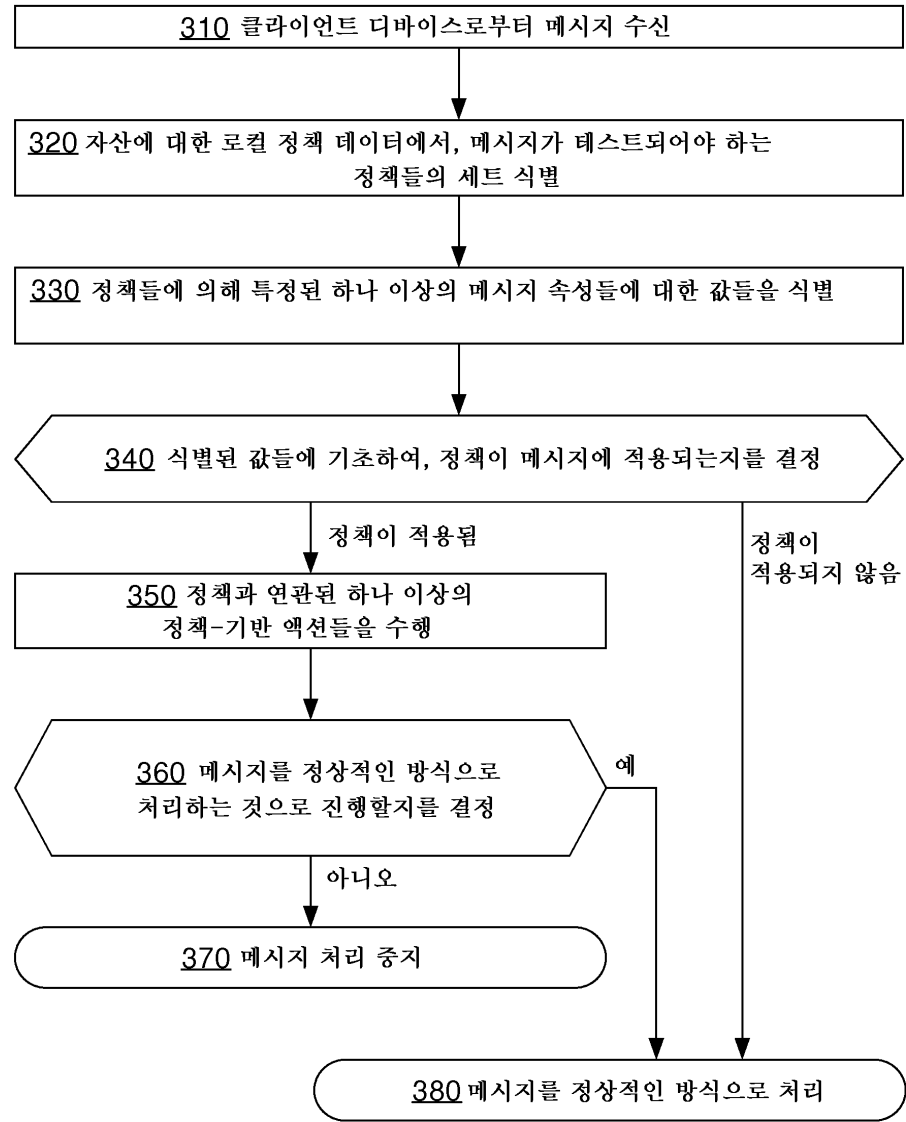 310 클라이언트 디바이스로부터 메시지 수신
320 자산에 대한 로컬 정책 데이터에서, 메시지가 테스트되어야 하는
정책들의 세트 식별
330 정책들에 의해 특정된 하나 이상의 메시지 속성들에 대한 값들을 식별
340 식별된 값들에 기초하여, 정책이 메시지에 적용되는지를 결정
정책이 적용됨
정책이
적용되지 않음
350 정책과 연관된 하나 이상의
정책-기반 액션들을 수행
360 메시지를 정상적인 방식으로
처리하는 것으로 진행할지를 결정
예
아니오
370 메시지 처리 중지
380 메시지를 정상적인 방식으로 처리